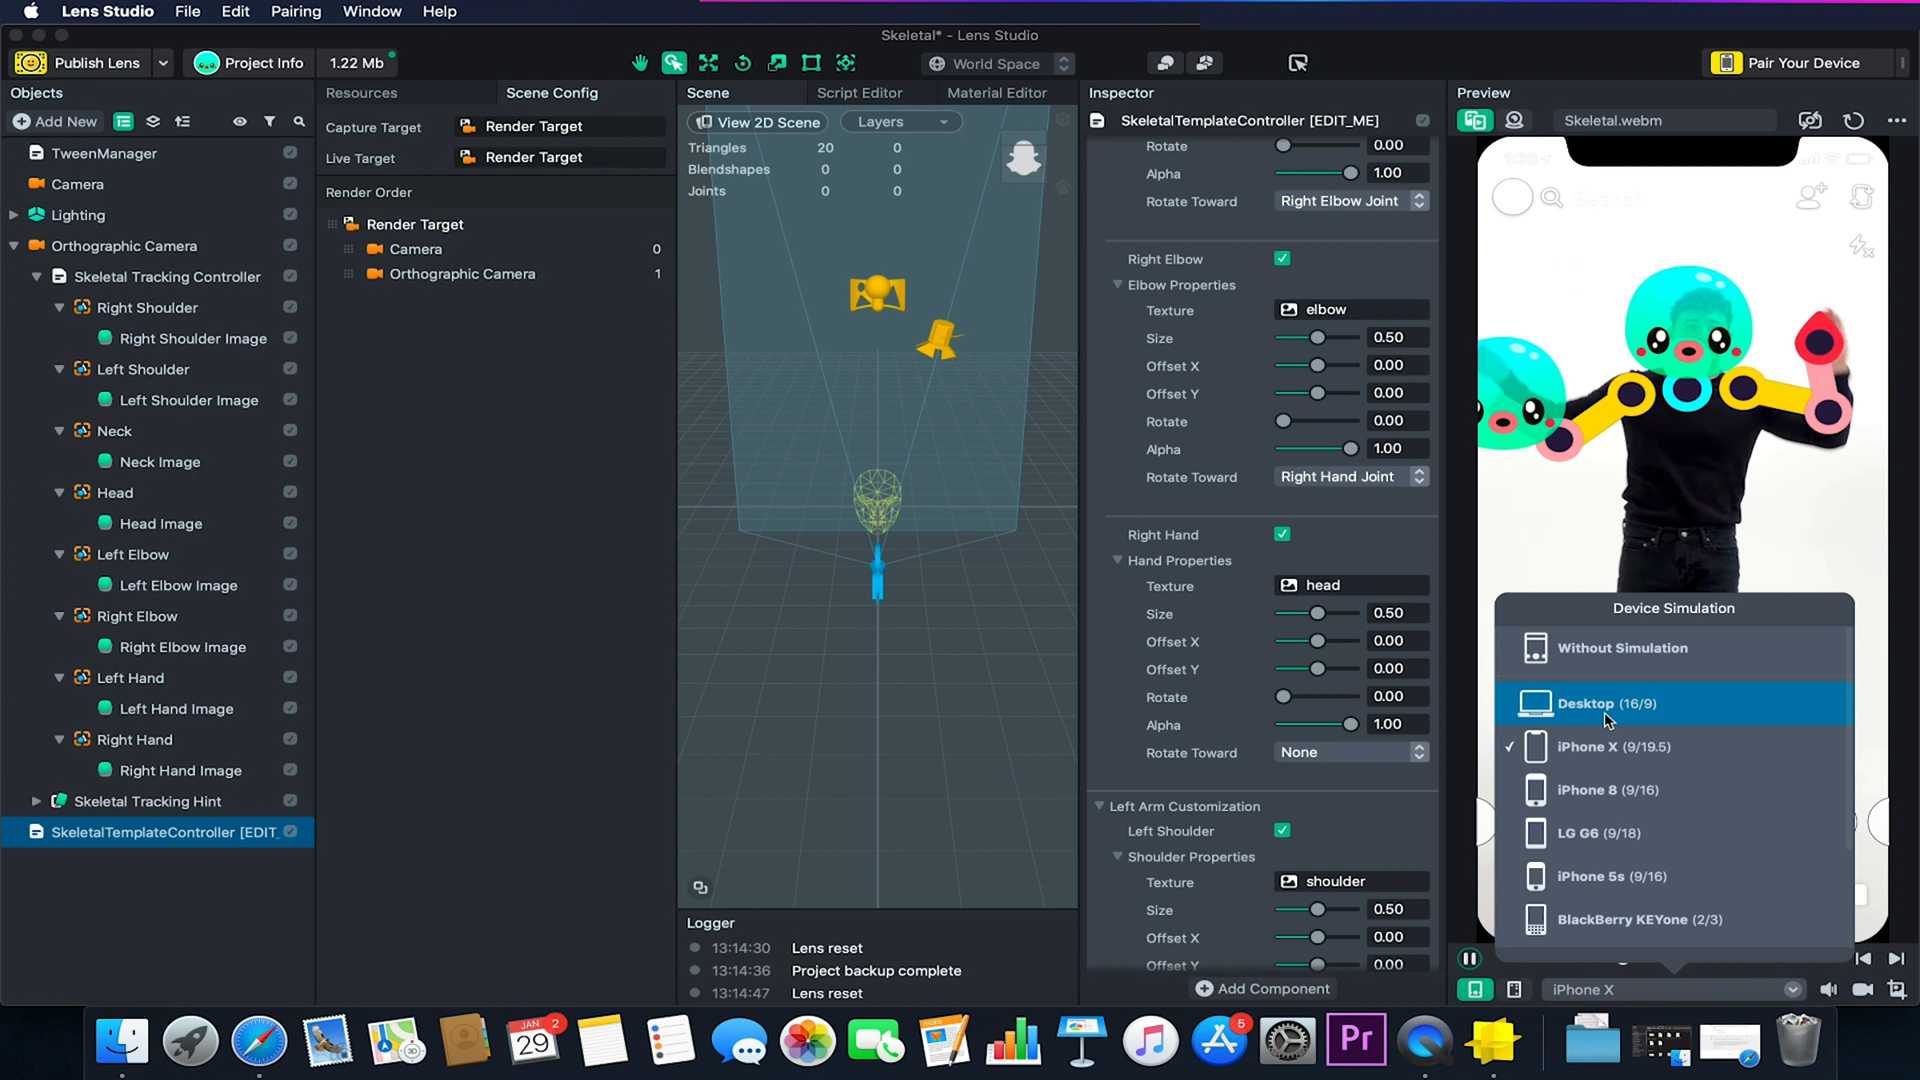 Lens Studio File Edit Pairing Window Help
Skeletal* - Lens Studio
Publish Lens Project Info 1.22 Mb World Space Pair Your Device
Objects
Add New
TweenManager
Camera
Lighting
Orthographic Camera
Skeletal Tracking Controller
Right Shoulder
Right Shoulder Image
Left Shoulder
Left Shoulder Image
Neck
Neck Image
Head
Head Image
Left Elbow
Left Elbow Image
Right Elbow
Right Elbow Image
Left Hand
Left Hand Image
Right Hand
Right Hand Image
Skeletal Tracking Hint
SkeletalTemplateController [EDIT_
Resources Scene Config
Capture Target Render Target
Live Target Render Target
Render Order
Render Target
Camera 0
Orthographic Camera 1
Scene Script Editor Material Editor
View 2D Scene Layers
Triangles 20 0
Blendshapes 0 0
Joints 0 0
Logger
13:14:30 Lens reset
13:14:36 Project backup complete
13:14:47 Lens reset
Inspector
SkeletalTemplateController [EDIT_ME]
Rotate 0.00
Alpha 1.00
Rotate Toward Right Elbow Joint
Right Elbow
Elbow Properties
Texture elbow
Size 0.50
Offset X 0.00
Offset Y 0.00
Rotate 0.00
Alpha 1.00
Rotate Toward Right Hand Joint
Right Hand
Hand Properties
Texture head
Size 0.50
Offset X 0.00
Offset Y 0.00
Rotate 0.00
Alpha 1.00
Rotate Toward None
Left Arm Customization
Left Shoulder
Shoulder Properties
Texture shoulder
Size 0.50
Offset X 0.00
Offset Y 0.00
Add Component
Preview
Skeletal.webm
Search
Device Simulation
Without Simulation
Desktop (16/9)
iPhone X (9/19.5)
iPhone 8 (9/16)
LG G6 (9/18)
iPhone 5s (9/16)
BlackBerry KEYone (2/3)
iPhone X
JAN 2
29
5
Pr
3D